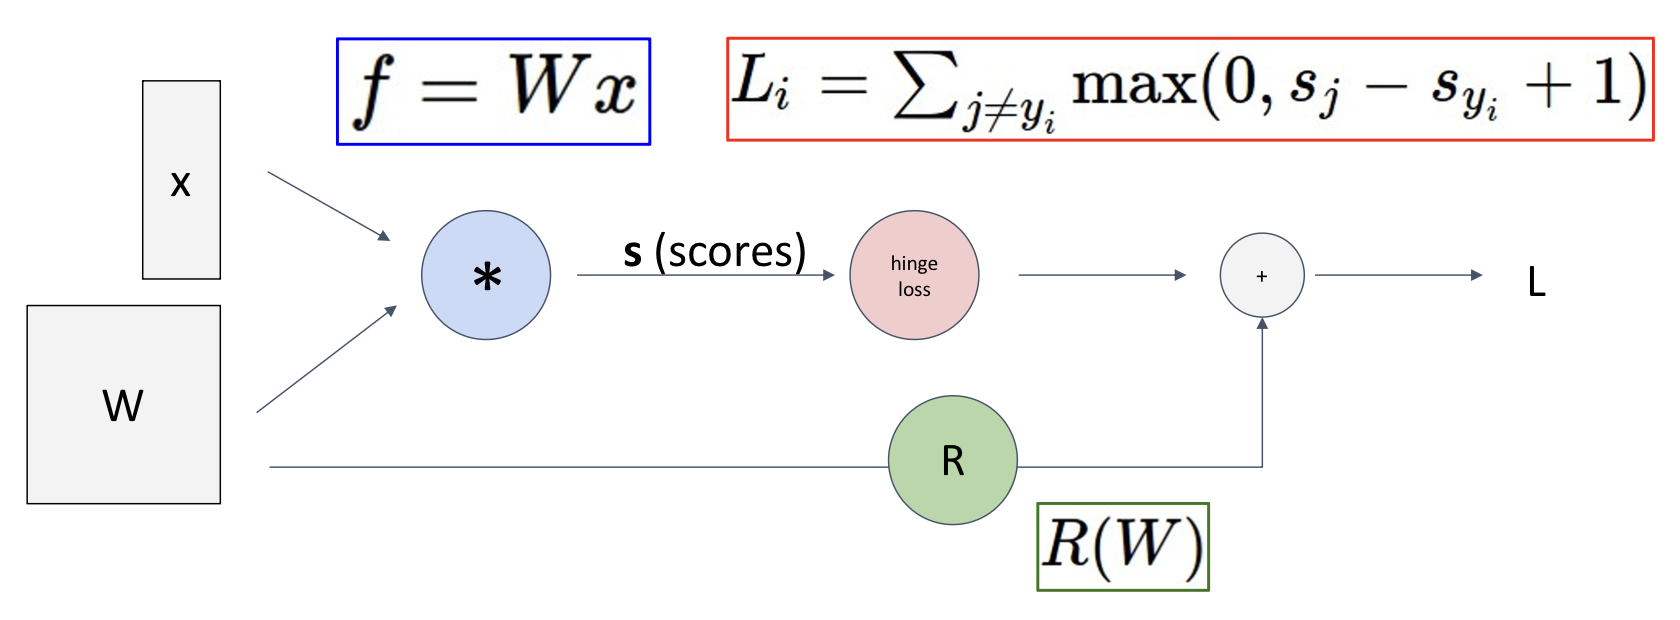 f = Wx
L_i = ∑_{j≠y_i} max(0, s_j − s_{y_i} + 1)
x
W
*
s (scores)
hinge
loss
+
L
R
R(W)